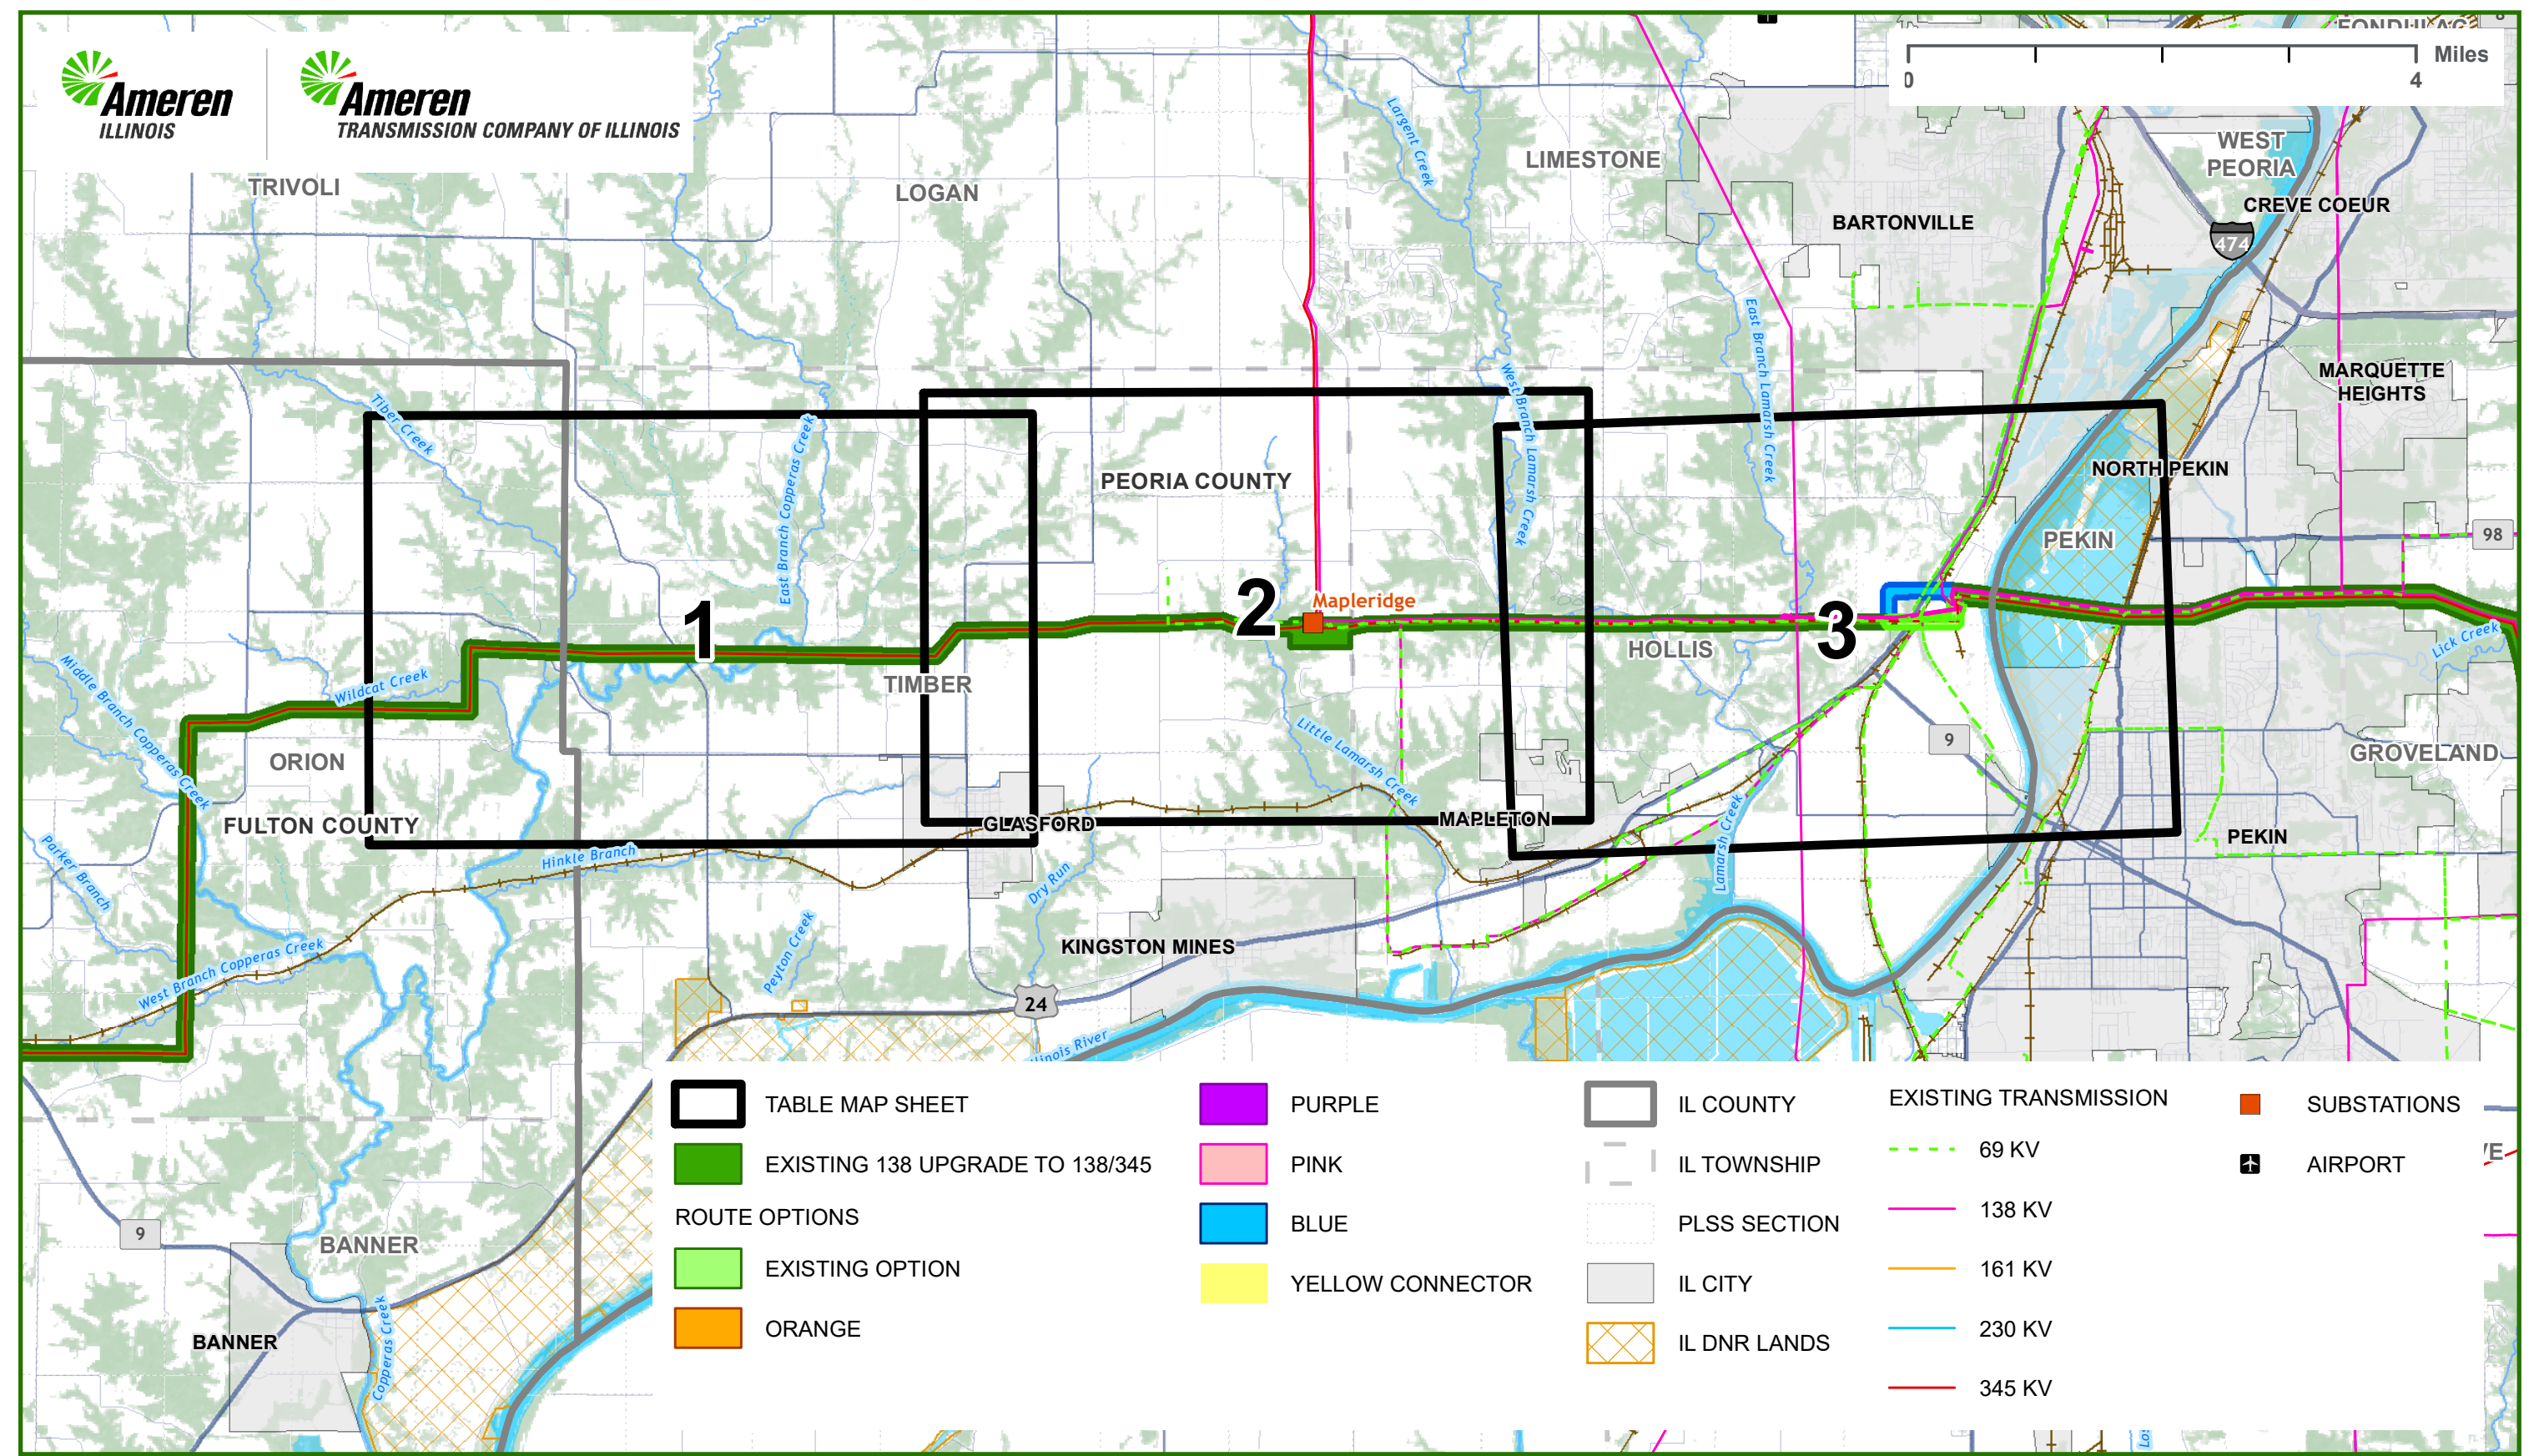 Ameren
ILLINOIS
Ameren
TRANSMISSION COMPANY OF ILLINOIS
FONDULAC
8
0
4
Miles
TRIVOLI
LOGAN
Largent Creek
LIMESTONE
BARTONVILLE
WEST
PEORIA
CREVE COEUR
474
MARQUETTE
HEIGHTS
Tiber Creek
East Branch Copperas Creek
PEORIA COUNTY
West Branch Lamarsh Creek
East Branch Lamarsh Creek
NORTH PEKIN
PEKIN
98
1
2
3
Mapleridge
HOLLIS
TIMBER
Lick Creek
Middle Branch Copperas Creek
Wildcat Creek
ORION
Little Lamarsh Creek
9
GROVELAND
FULTON COUNTY
GLASFORD
MAPLETON
PEKIN
Parker Branch
Hinkle Branch
Dry Run
Lamarsh Creek
West Branch Copperas Creek
Peyton Creek
KINGSTON MINES
24
linois River
9
BANNER
BANNER
Copperas Creek
TABLE MAP SHEET
EXISTING 138 UPGRADE TO 138/345
ROUTE OPTIONS
EXISTING OPTION
ORANGE
PURPLE
PINK
BLUE
YELLOW CONNECTOR
IL COUNTY
IL TOWNSHIP
PLSS SECTION
IL CITY
IL DNR LANDS
EXISTING TRANSMISSION
69 KV
138 KV
161 KV
230 KV
345 KV
SUBSTATIONS
AIRPORT